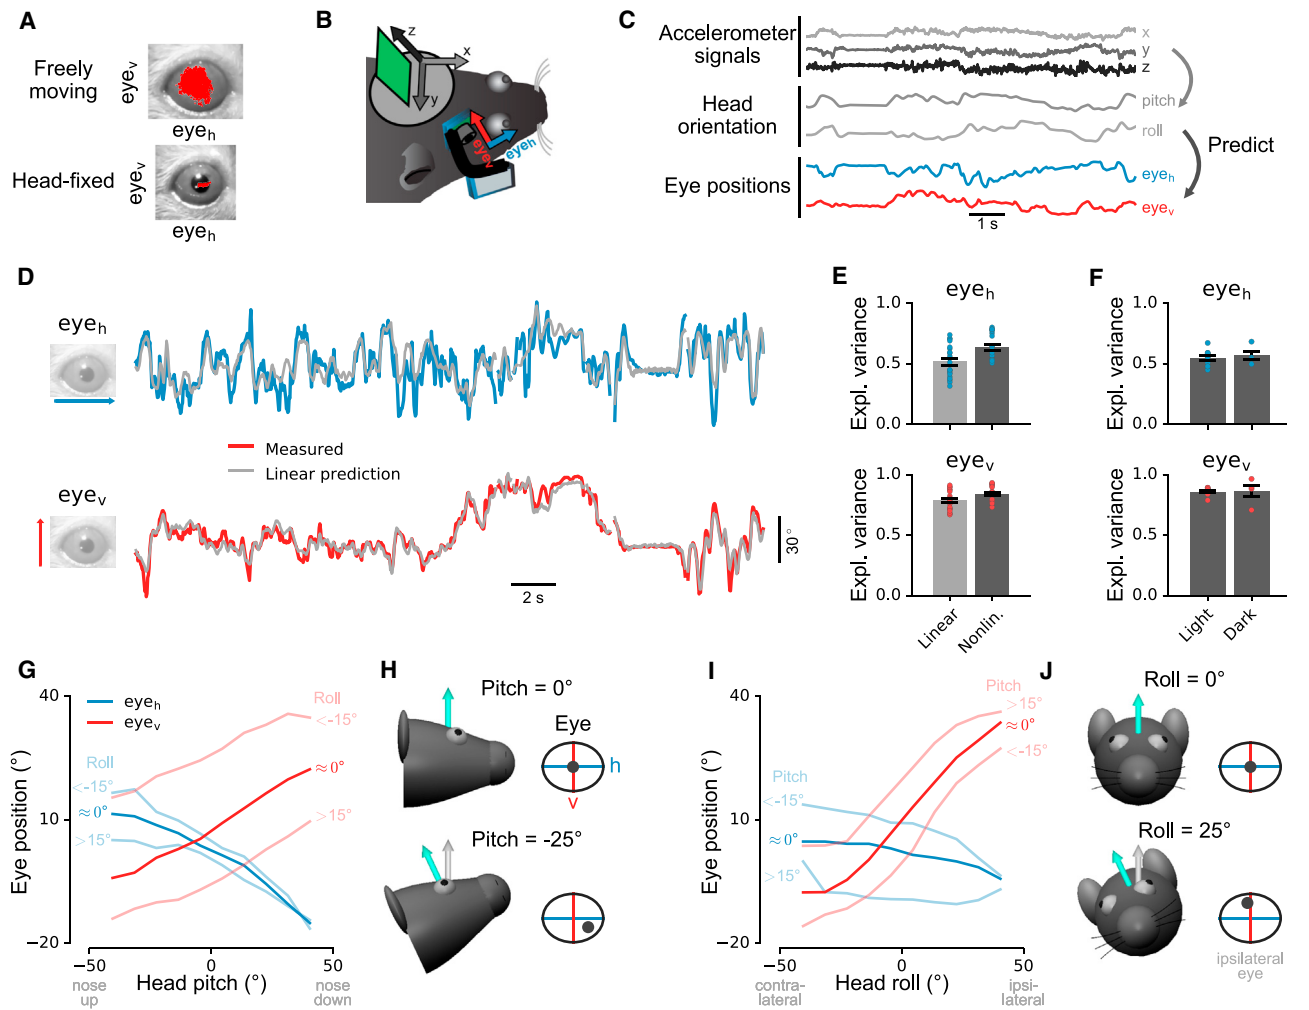 A
Freely
moving
eyev
eyeh
Head-fixed
eyev
eyeh
B
z
x
y
eyev
eyeh
C
Accelerometer
signals
x
y
z
Head
orientation
pitch
roll
Predict
Eye positions
eyeh
eyev
1 s
D
eyeh
Measured
Linear prediction
eyev
30°
2 s
E
eyeh
Expl. variance
1.0
0.5
0.0
eyev
Expl. variance
1.0
0.5
0.0
Linear
Nonlin.
F
eyeh
Expl. variance
1.0
0.5
0.0
eyev
Expl. variance
1.0
0.5
0.0
Light
Dark
G
eyeh
eyev
Roll
<-15°
≈0°
>15°
Roll
<-15°
≈0°
>15°
Eye position (°)
40
10
−20
−50
0
50
nose
up
Head pitch (°)
nose
down
H
Pitch = 0°
Eye
h
v
Pitch = -25°
I
Pitch
>15°
≈0°
<-15°
Pitch
<-15°
≈0°
>15°
Eye position (°)
40
10
−20
−50
0
50
contra-
lateral
Head roll (°)
ipsi-
lateral
J
Roll = 0°
Roll = 25°
ipsilateral
eye